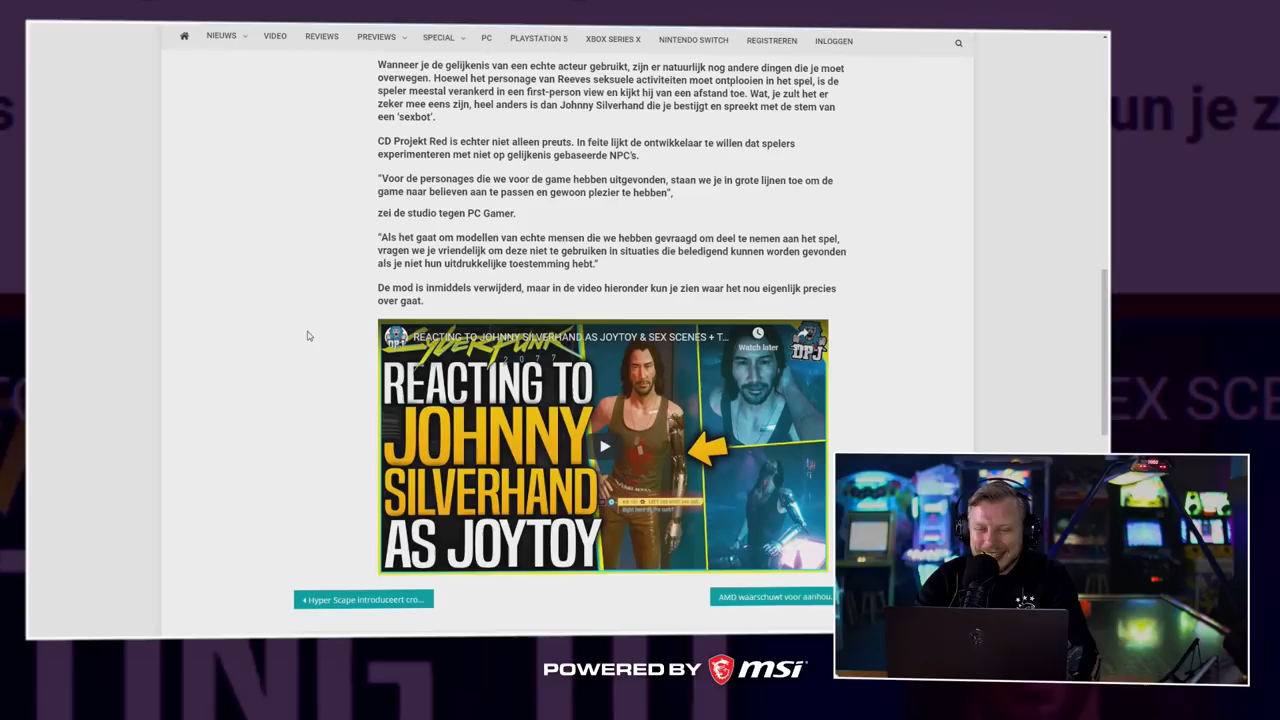 NIEUWS
VIDEO
REVIEWS
PREVIEWS
SPECIAL
PC
PLAYSTATION 5
XBOX SERIES X
NINTENDO SWITCH
REGISTREREN
INLOGGEN
Wanneer je de gelijkenis van een echte acteur gebruikt, zijn er natuurlijk nog andere dingen die je moet
overwegen. Hoewel het personage van Reeves seksuele activiteiten moet ontplooien in het spel, is de
speler meestal verankerd in een first-person view en kijkt hij van een afstand toe. Wat, je zult het er
zeker mee eens zijn, heel anders is dan Johnny Silverhand die je bestijgt en spreekt met de stem van
een ‘sexbot’.
CD Projekt Red is echter niet alleen preuts. In feite lijkt de ontwikkelaar te willen dat spelers
experimenteren met niet op gelijkenis gebaseerde NPC’s.
“Voor de personages die we voor de game hebben uitgevonden, staan we je in grote lijnen toe om de
game naar believen aan te passen en gewoon plezier te hebben”,
zei de studio tegen PC Gamer.
“Als het gaat om modellen van echte mensen die we hebben gevraagd om deel te nemen aan het spel,
vragen we je vriendelijk om deze niet te gebruiken in situaties die beledigend kunnen worden gevonden
als je niet hun uitdrukkelijke toestemming hebt.”
De mod is inmiddels verwijderd, maar in de video hieronder kun je zien waar het nou eigenlijk precies
over gaat.
REACTING TO JOHNNY SILVERHAND AS JOYTOY & SEX SCENES + T...
Watch later
DPJ
CYBERPUNK
2077
REACTING TO
JOHNNY
SILVERHAND
AS JOYTOY
Hyper Scape introduceert cro...
AMD waarschuwt voor aanhou..
un je z
EX SCE
POWERED BY msi